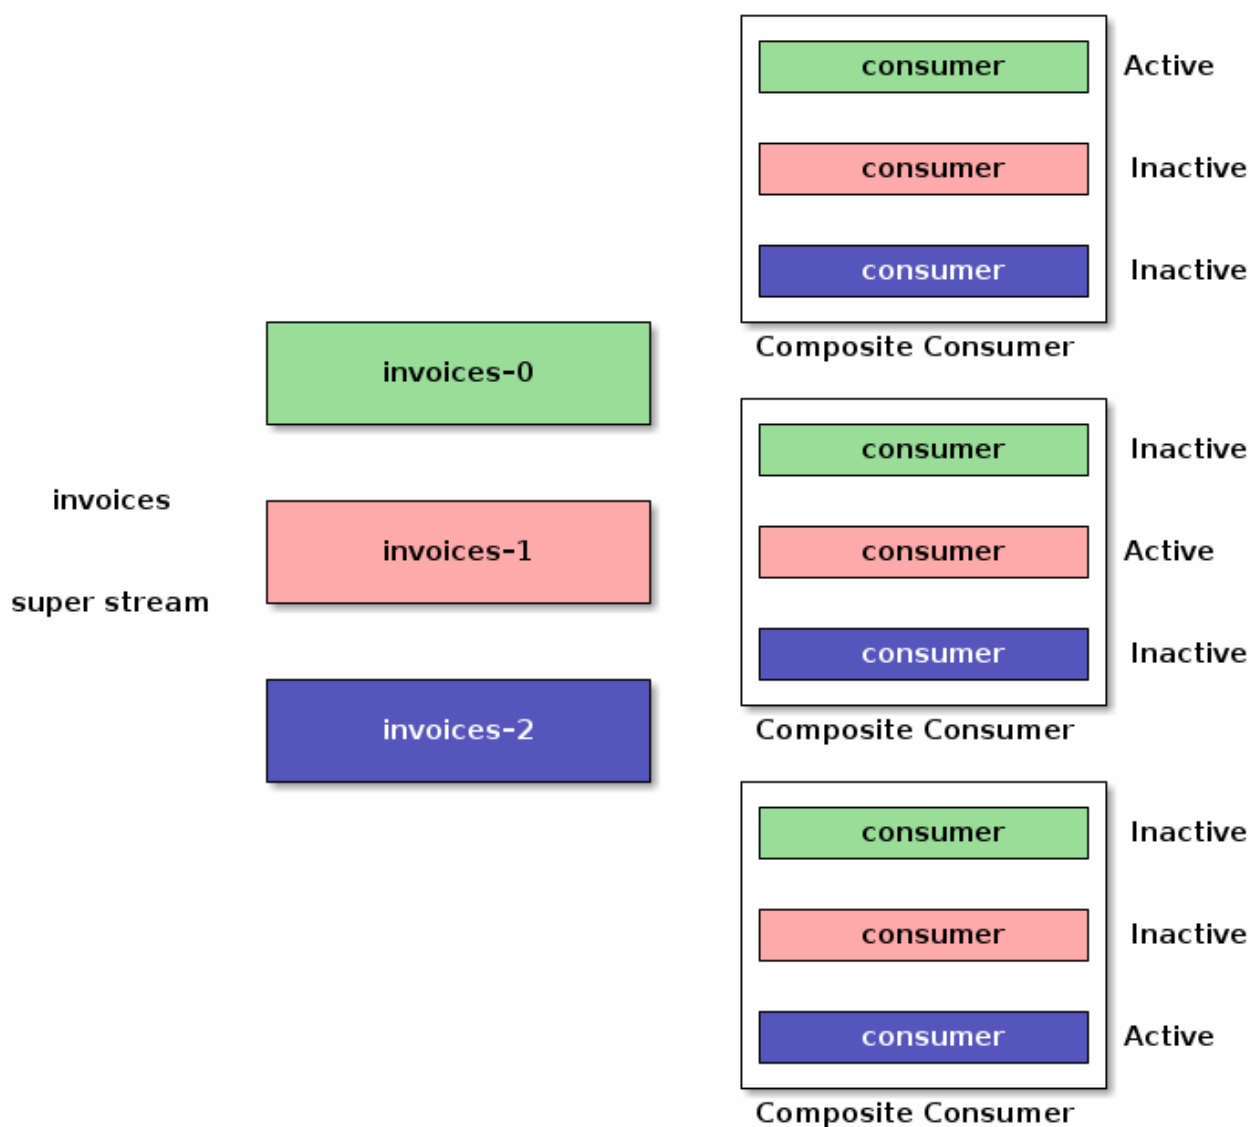 invoices
super stream
invoices-0
invoices-1
invoices-2
consumer Active
consumer Inactive
consumer Inactive
Composite Consumer
consumer Inactive
consumer Active
consumer Inactive
Composite Consumer
consumer Inactive
consumer Inactive
consumer Active
Composite Consumer